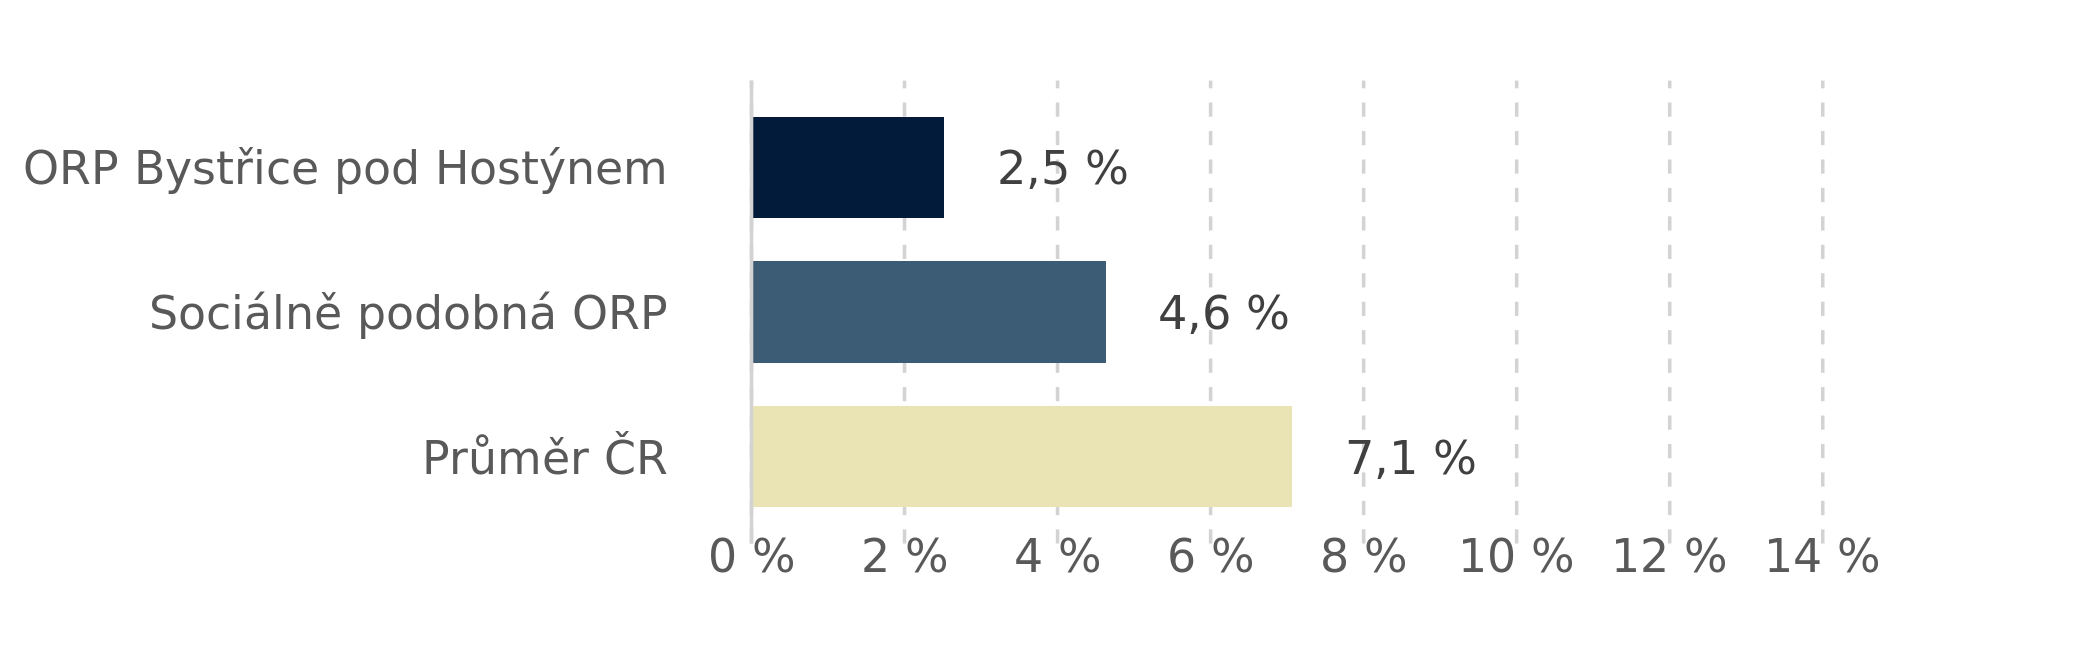 ORP Bystřice pod Hostýnem
2,5 %
Sociálně podobná ORP
4,6 %
Průměr ČR
7,1 %
0 % 2 % 4 % 6 % 8 % 10 % 12 % 14 %